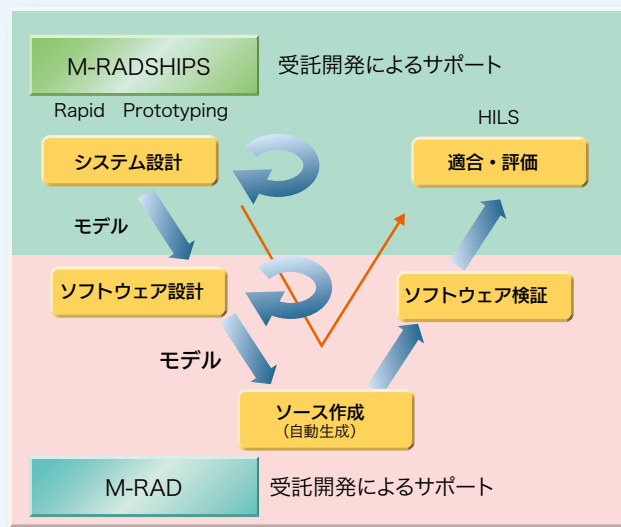 M-RADSHIPS
受託開発によるサポート
Rapid Prototyping
HILS
システム設計
適合・評価
モデル
ソフトウェア設計
ソフトウェア検証
モデル
ソース作成
(自動生成)
M-RAD
受託開発によるサポート